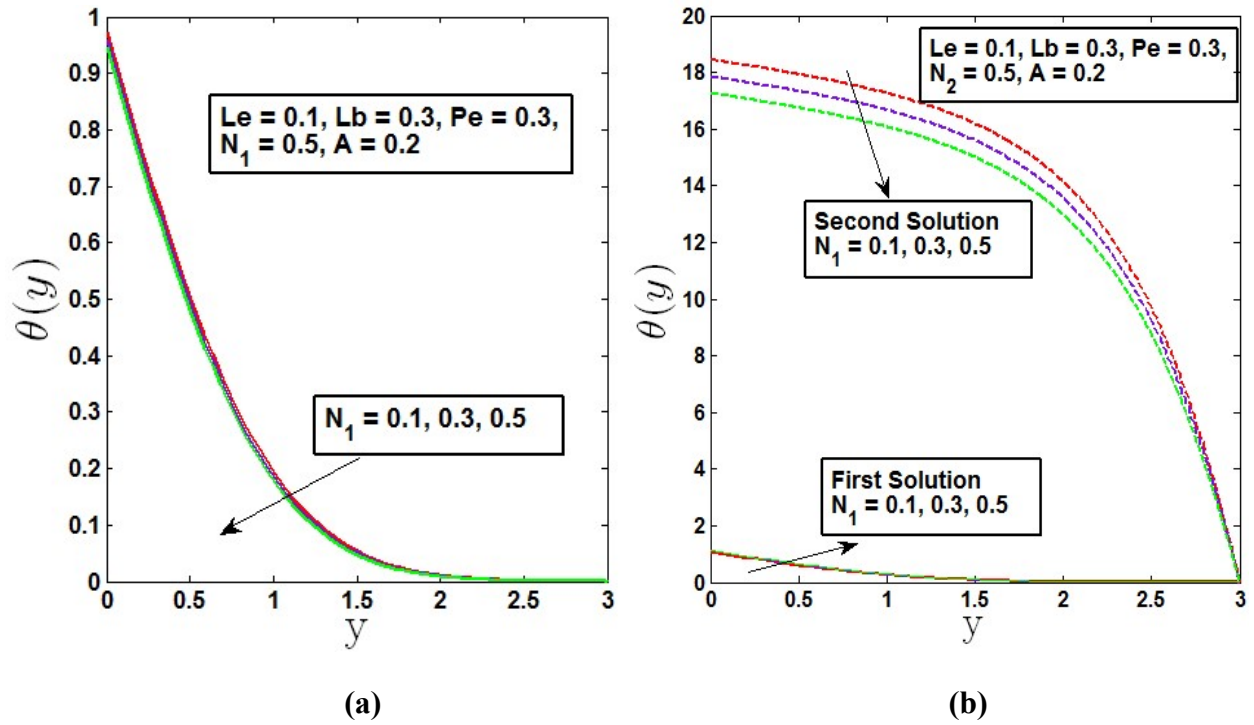 1
0.9
0.8
0.7
0.6
0.5
0.4
0.3
0.2
0.1
0
θ(y)
Le = 0.1, Lb = 0.3, Pe = 0.3,
N1 = 0.5, A = 0.2
N1 = 0.1, 0.3, 0.5
0 0.5 1 1.5 2 2.5 3
y
(a)
20
18
16
14
12
10
8
6
4
2
0
θ(y)
Le = 0.1, Lb = 0.3, Pe = 0.3,
N2 = 0.5, A = 0.2
Second Solution
N1 = 0.1, 0.3, 0.5
First Solution
N1 = 0.1, 0.3, 0.5
0 0.5 1 1.5 2 2.5 3
y
(b)